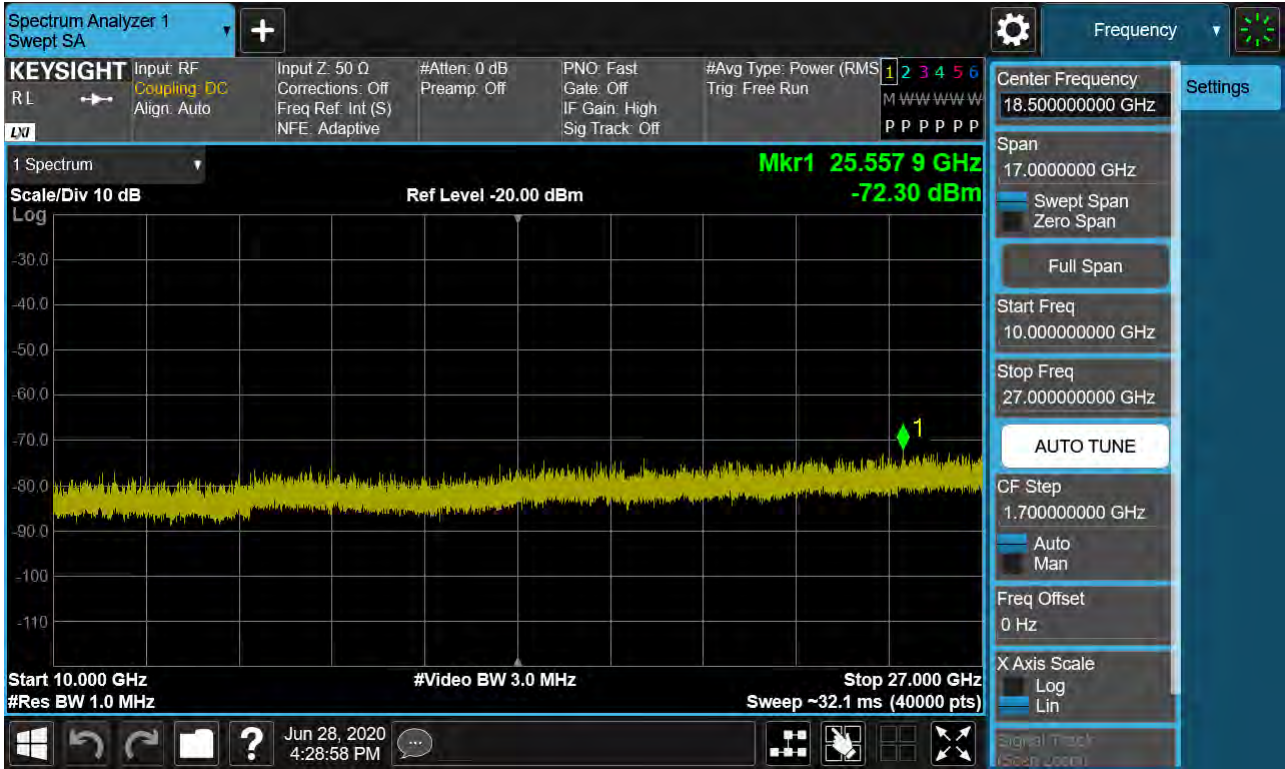 Spectrum Analyzer 1
Swept SA
+
Frequency
KEYSIGHT
R L
LXI
Input: RF
Coupling: DC
Align: Auto
Input Z: 50 Ω
Corrections: Off
Freq Ref: Int (S)
NFE: Adaptive
#Atten: 0 dB
Preamp: Off
PNO: Fast
Gate: Off
IF Gain: High
Sig Track: Off
#Avg Type: Power (RMS
Trig: Free Run
1 2 3 4 5 6
M W W W W W
P P P P P P
1 Spectrum
Mkr1 25.557 9 GHz
-72.30 dBm
Scale/Div 10 dB
Ref Level -20.00 dBm
Log
-30.0
-40.0
-50.0
-60.0
-70.0
-80.0
-90.0
-100
-110
1
Start 10.000 GHz
#Video BW 3.0 MHz
Stop 27.000 GHz
#Res BW 1.0 MHz
Sweep ~32.1 ms (40000 pts)
Center Frequency
18.500000000 GHz
Settings
Span
17.0000000 GHz
Swept Span
Zero Span
Full Span
Start Freq
10.000000000 GHz
Stop Freq
27.000000000 GHz
AUTO TUNE
CF Step
1.700000000 GHz
Auto
Man
Freq Offset
0 Hz
X Axis Scale
Log
Lin
Signal Track
(Span Zoom)
?
Jun 28, 2020
4:28:58 PM